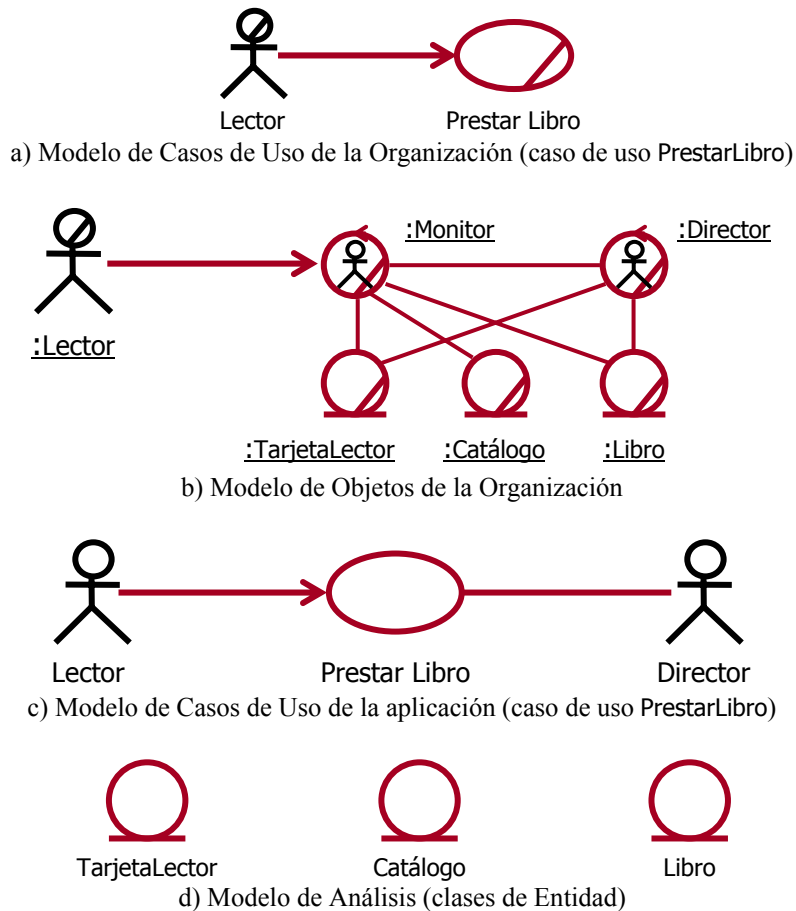 Lector Prestar Libro
a) Modelo de Casos de Uso de la Organización (caso de uso PrestarLibro)
:Monitor :Director
:Lector
:TarjetaLector :Catálogo :Libro
b) Modelo de Objetos de la Organización
Lector Prestar Libro Director
c) Modelo de Casos de Uso de la aplicación (caso de uso PrestarLibro)
TarjetaLector Catálogo Libro
d) Modelo de Análisis (clases de Entidad)